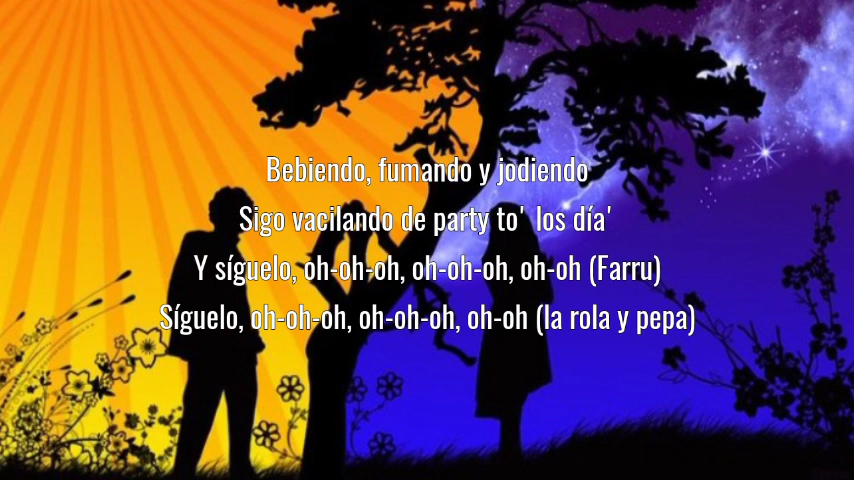 Bebiendo, fumando y jodiendo
Sigo vacilando de party to' los día'
Y síguelo, oh-oh-oh, oh-oh-oh, oh-oh (Farru)
Síguelo, oh-oh-oh, oh-oh-oh, oh-oh (la rola y pepa)